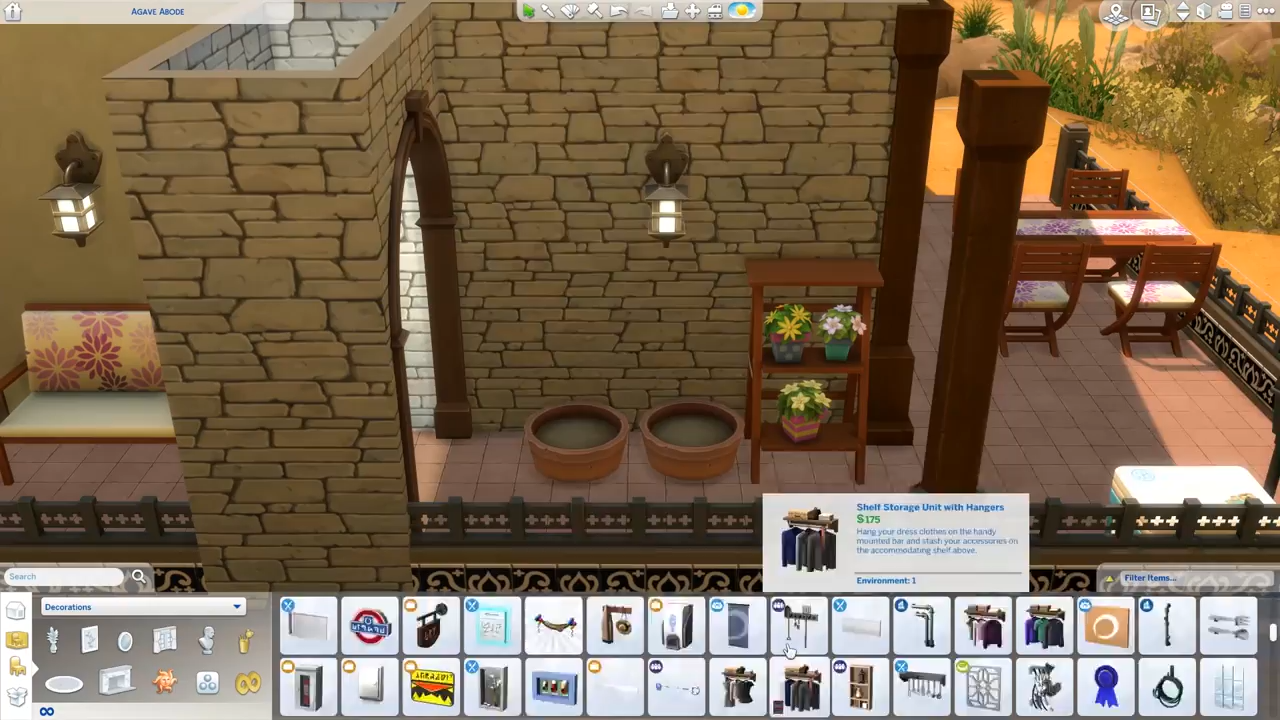 Agave Abode
Shelf Storage Unit with Hangers
§175
Hang your dress clothes on the handy
mounted bar and stash your accessories on
the accommodating shelf above.
Environment: 1
Search
Filter Items...
Decorations